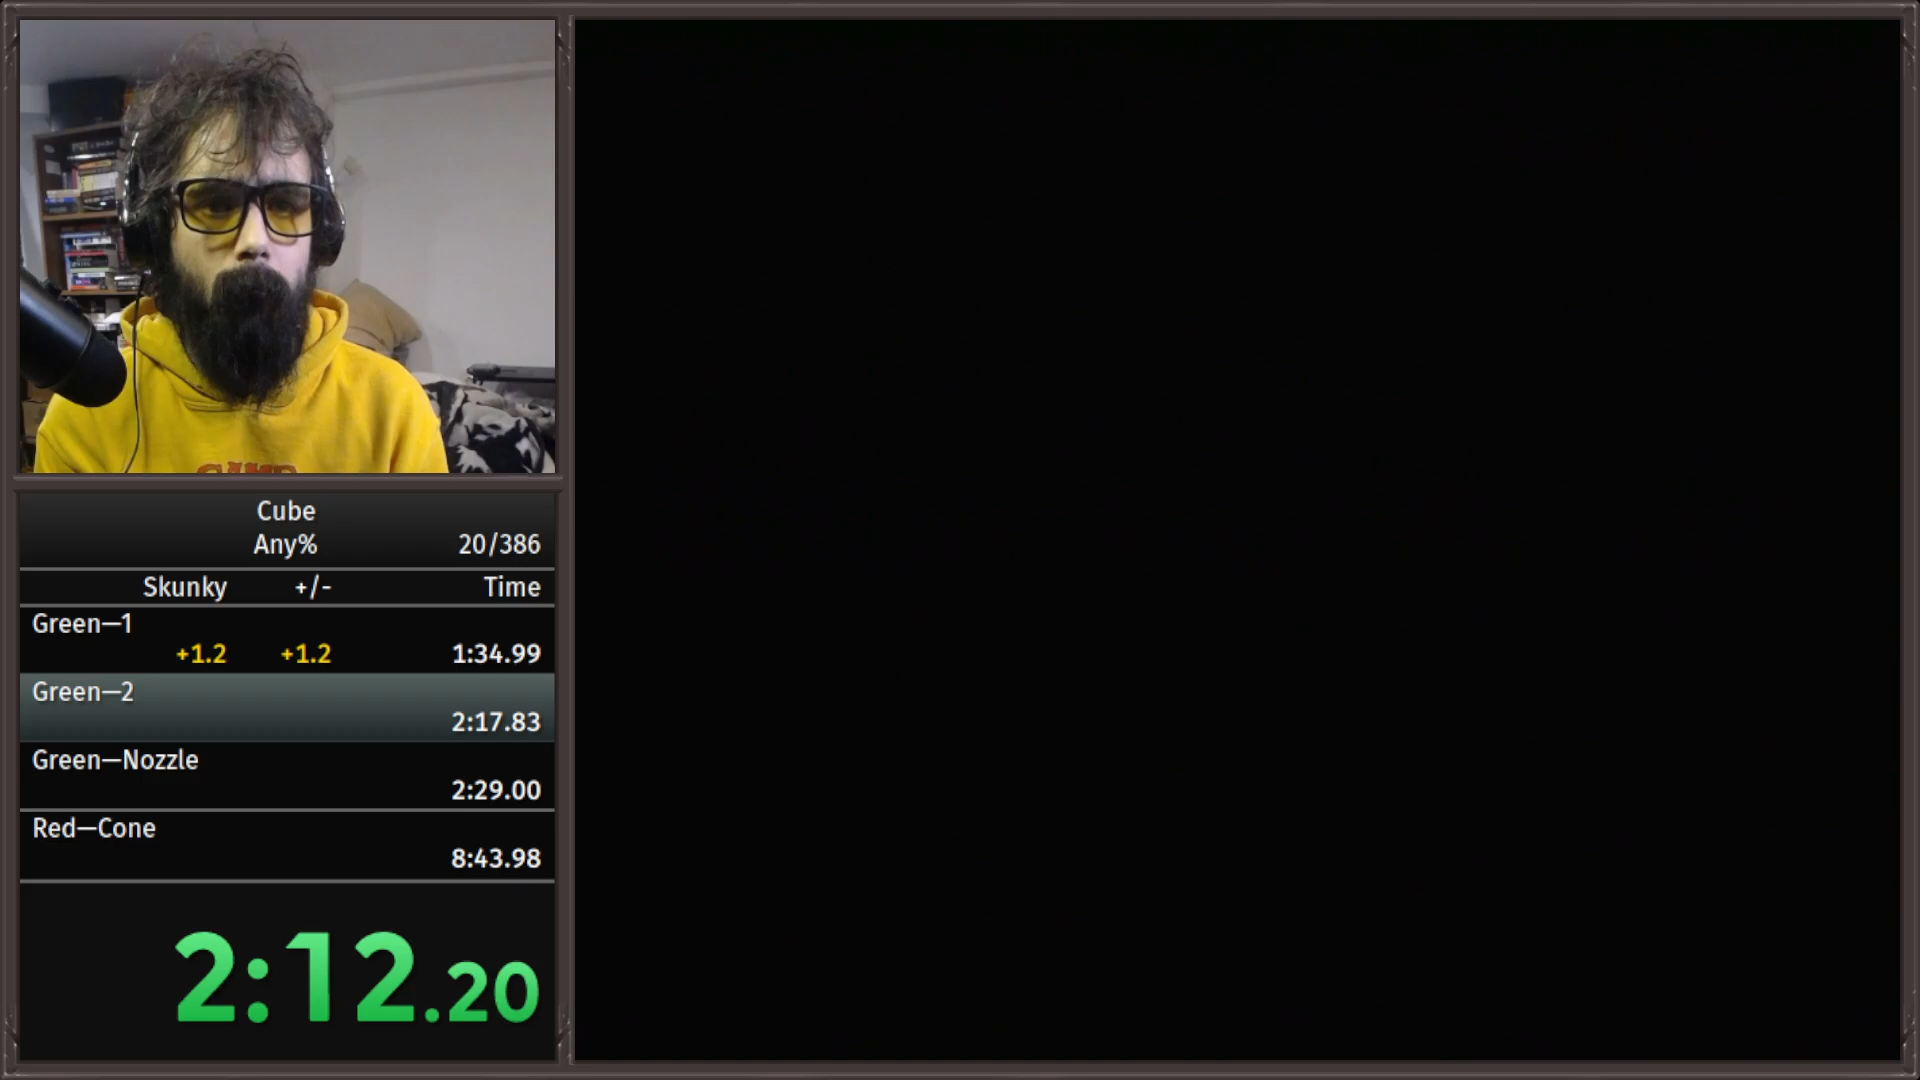 Cube
Any% 20/386
Skunky +/- Time
Green—1
+1.2 +1.2 1:34.99
Green—2
2:17.83
Green—Nozzle
2:29.00
Red—Cone
8:43.98
2:12.20